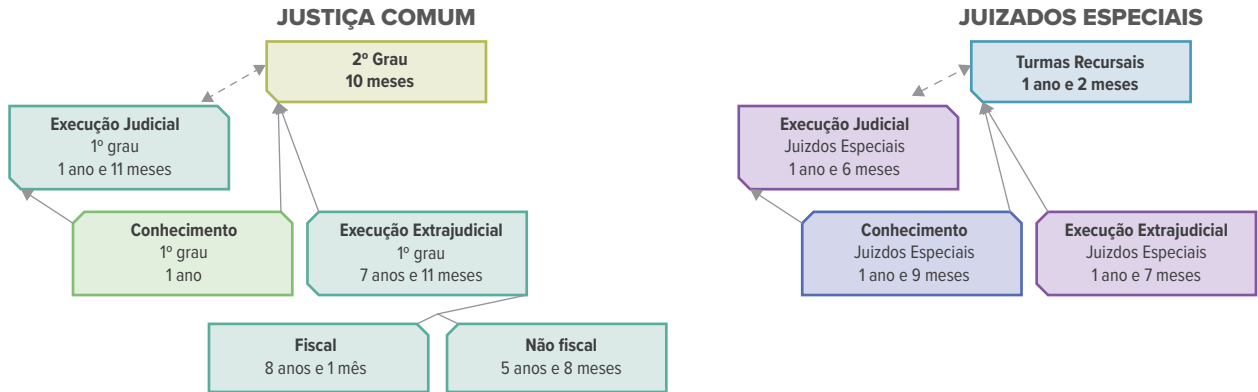 JUSTIÇA COMUM
2º Grau
10 meses
Execução Judicial
1º grau
1 ano e 11 meses
Conhecimento
1º grau
1 ano
Execução Extrajudicial
1º grau
7 anos e 11 meses
Fiscal
8 anos e 1 mês
Não fiscal
5 anos e 8 meses
JUIZADOS ESPECIAIS
Turmas Recursais
1 ano e 2 meses
Execução Judicial
Juizdos Especiais
1 ano e 6 meses
Conhecimento
Juizdos Especiais
1 ano e 9 meses
Execução Extrajudicial
Juizdos Especiais
1 ano e 7 meses